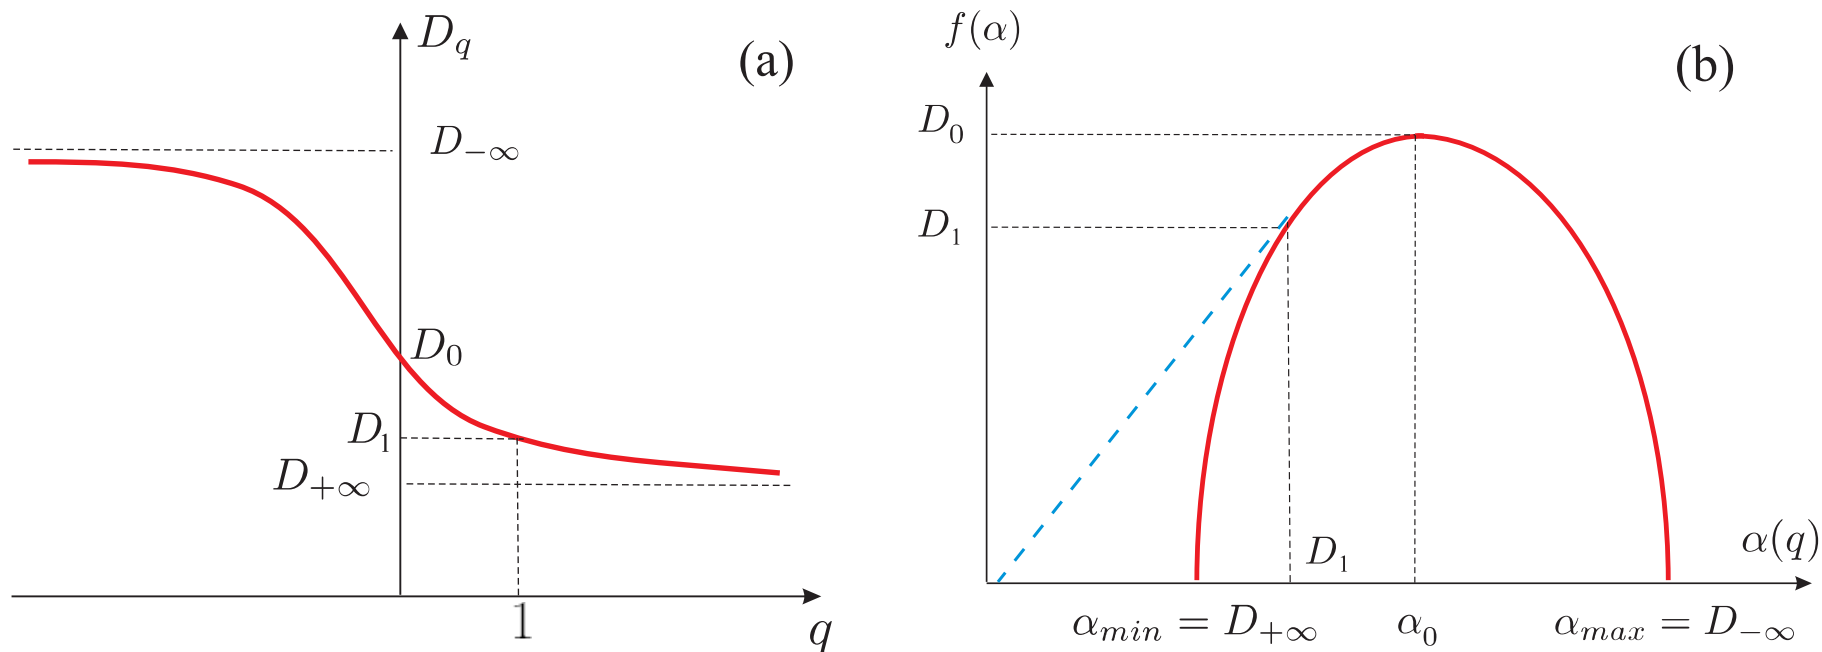 D_q
(a)
D_{-∞}
D_0
D_1
D_{+∞}
1
q
f(α)
(b)
D_0
D_1
α(q)
D_1
α_{min} = D_{+∞}
α_0
α_{max} = D_{-∞}